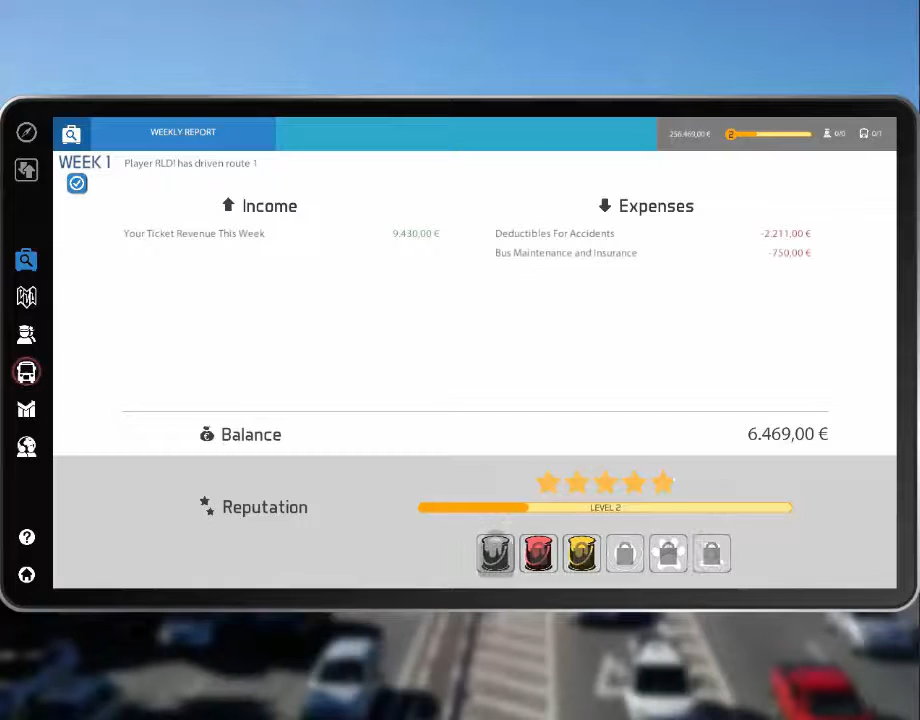 WEEKLY REPORT
256.469,00 €
2
0/0
0/1
WEEK 1
Player RLD! has driven route 1
Income
Expenses
Your Ticket Revenue This Week 9.430,00 €
Deductibles For Accidents -2.211,00 €
Bus Maintenance and Insurance -750,00 €
Balance 6.469,00 €
Reputation
LEVEL 2
?